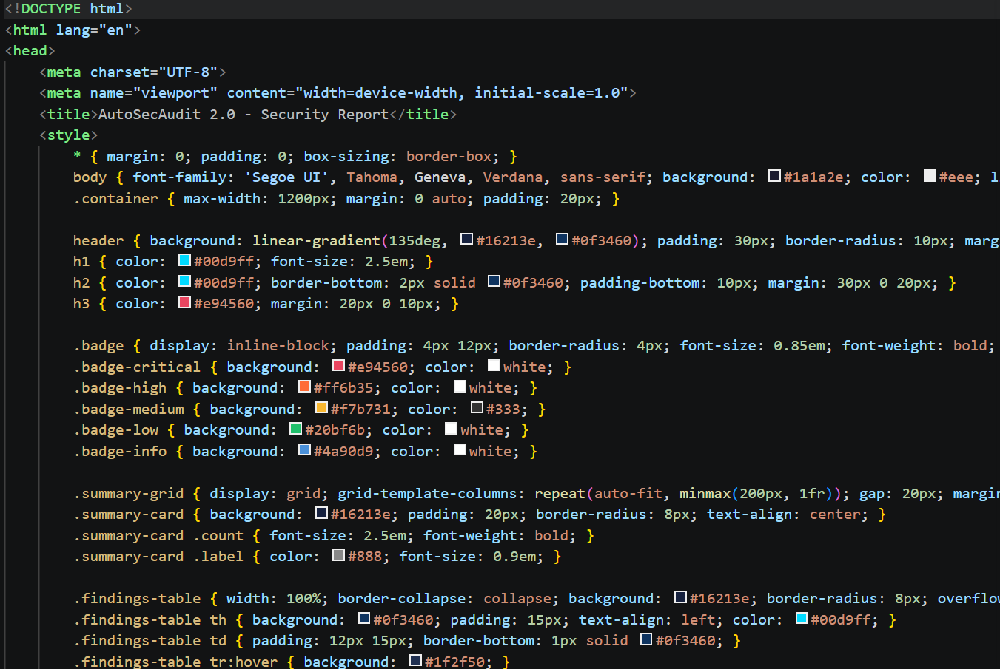 <!DOCTYPE html>
<html lang="en">
<head>
<meta charset="UTF-8">
<meta name="viewport" content="width=device-width, initial-scale=1.0">
<title>AutoSecAudit 2.0 - Security Report</title>
<style>
* { margin: 0; padding: 0; box-sizing: border-box; }
body { font-family: 'Segoe UI', Tahoma, Geneva, Verdana, sans-serif; background: #1a1a2e; color: #eee; l
.container { max-width: 1200px; margin: 0 auto; padding: 20px; }
header { background: linear-gradient(135deg, #16213e, #0f3460); padding: 30px; border-radius: 10px; marg
h1 { color: #00d9ff; font-size: 2.5em; }
h2 { color: #00d9ff; border-bottom: 2px solid #0f3460; padding-bottom: 10px; margin: 30px 0 20px; }
h3 { color: #e94560; margin: 20px 0 10px; }
.badge { display: inline-block; padding: 4px 12px; border-radius: 4px; font-size: 0.85em; font-weight: bold;
.badge-critical { background: #e94560; color: white; }
.badge-high { background: #ff6b35; color: white; }
.badge-medium { background: #f7b731; color: #333; }
.badge-low { background: #20bf6b; color: white; }
.badge-info { background: #4a90d9; color: white; }
.summary-grid { display: grid; grid-template-columns: repeat(auto-fit, minmax(200px, 1fr)); gap: 20px; margin
.summary-card { background: #16213e; padding: 20px; border-radius: 8px; text-align: center; }
.summary-card .count { font-size: 2.5em; font-weight: bold; }
.summary-card .label { color: #888; font-size: 0.9em; }
.findings-table { width: 100%; border-collapse: collapse; background: #16213e; border-radius: 8px; overflow
.findings-table th { background: #0f3460; padding: 15px; text-align: left; color: #00d9ff; }
.findings-table td { padding: 12px 15px; border-bottom: 1px solid #0f3460; }
.findings-table tr:hover { background: #1f2f50; }